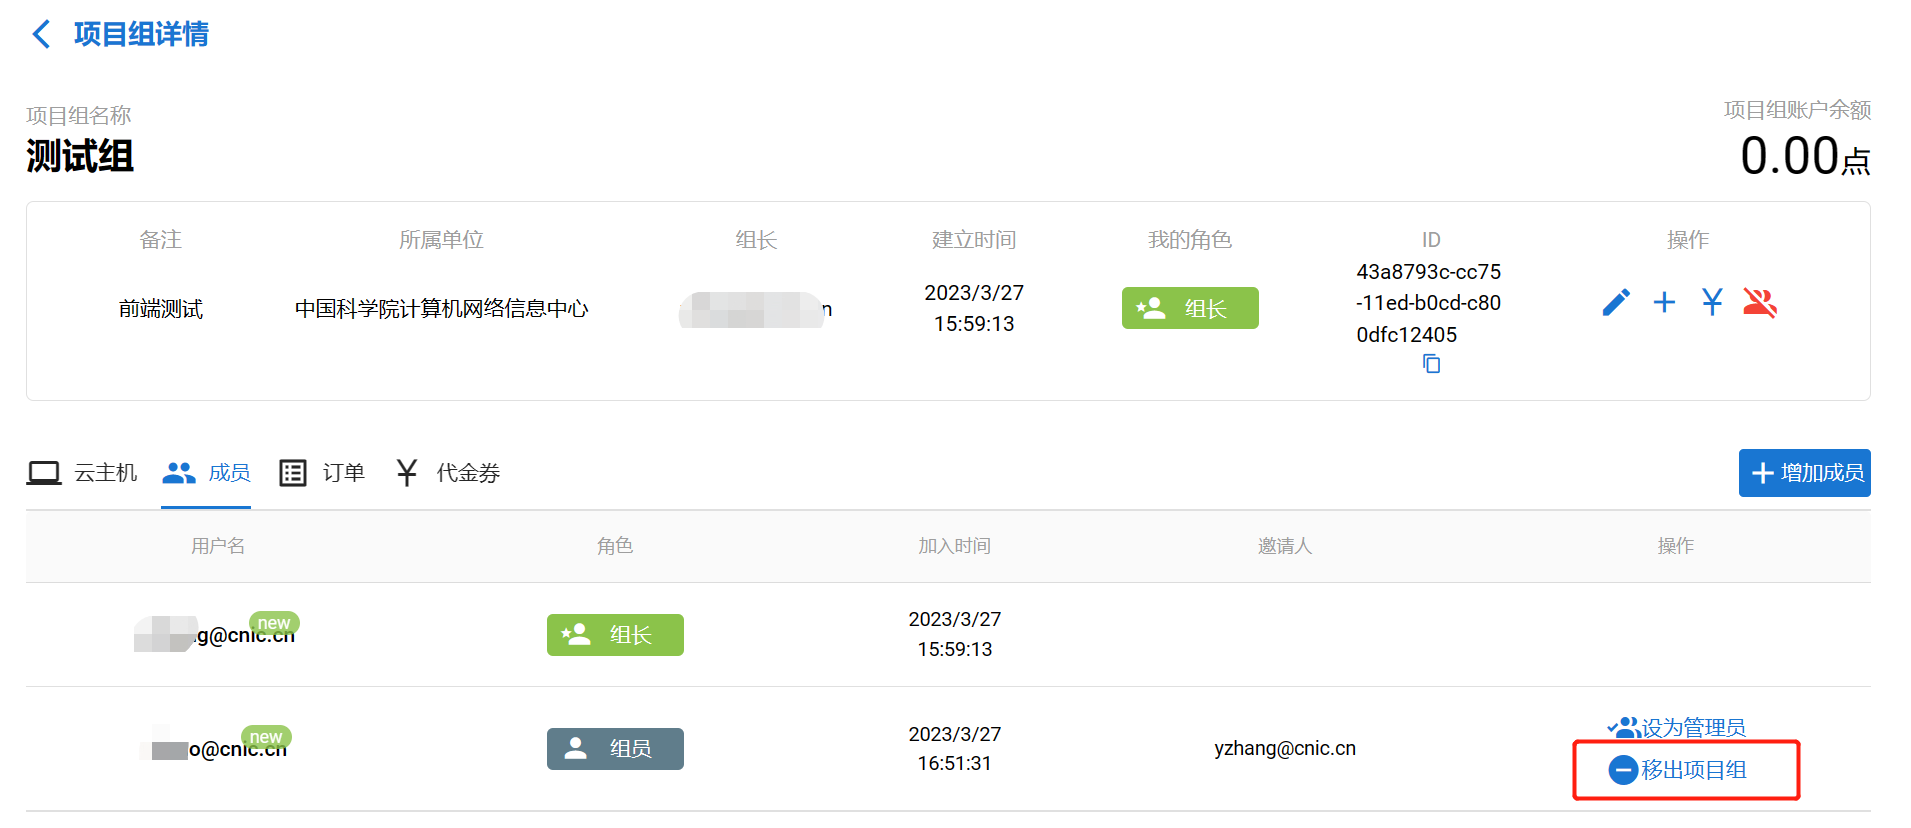 项目组详情
项目组名称
测试组
项目组账户余额
0.00点
备注 所属单位 组长 建立时间 我的角色 ID 操作
前端测试 中国科学院计算机网络信息中心 n 2023/3/27 15:59:13 组长 43a8793c-cc75
-11ed-b0cd-c80
0dfc12405
云主机 成员 订单 代金券 增加成员
用户名 角色 加入时间 邀请人 操作
g@cnic.cn new 组长 2023/3/27
15:59:13
o@cnic.cn new 组员 2023/3/27
16:51:31
yzhang@cnic.cn
设为管理员
移出项目组